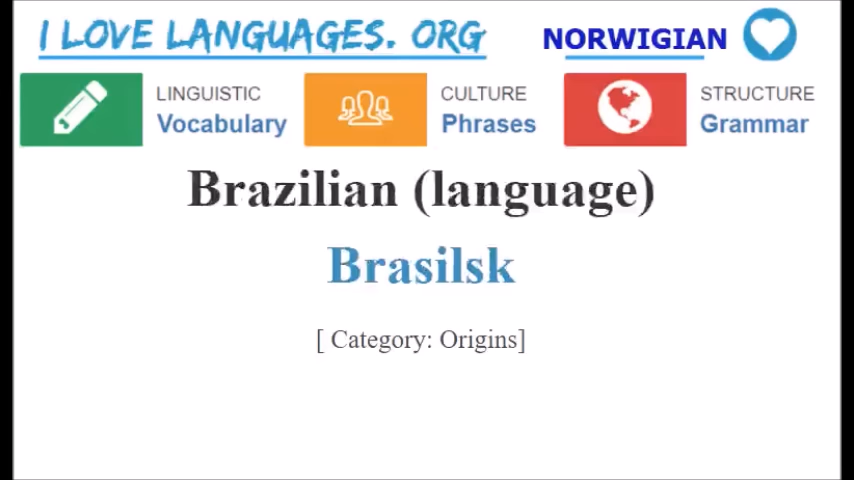 I LOVE LANGUAGES. ORG
NORWIGIAN
LINGUISTIC
Vocabulary
CULTURE
Phrases
STRUCTURE
Grammar
Brazilian (language)
Brasilsk
[ Category: Origins]